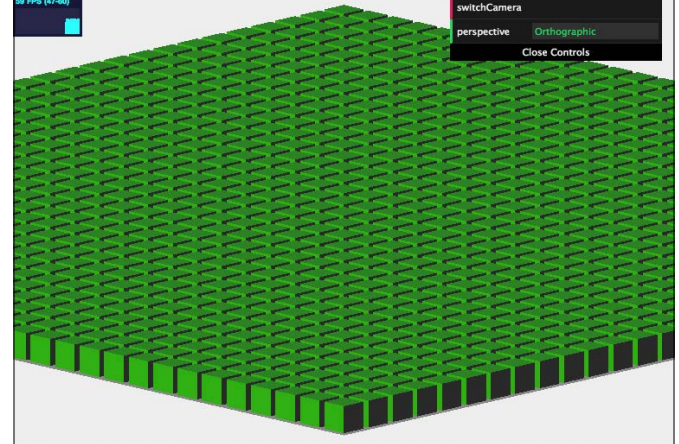 59 FPS (47-60)
switchCamera
perspective Orthographic
Close Controls